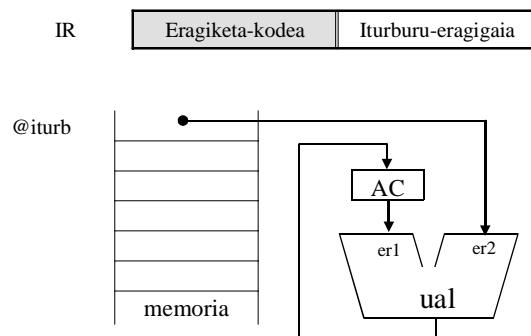 IR Eragiketa-kodea Iturburu-eragigaia
@iturb
AC
er1 er2
ual
memoria